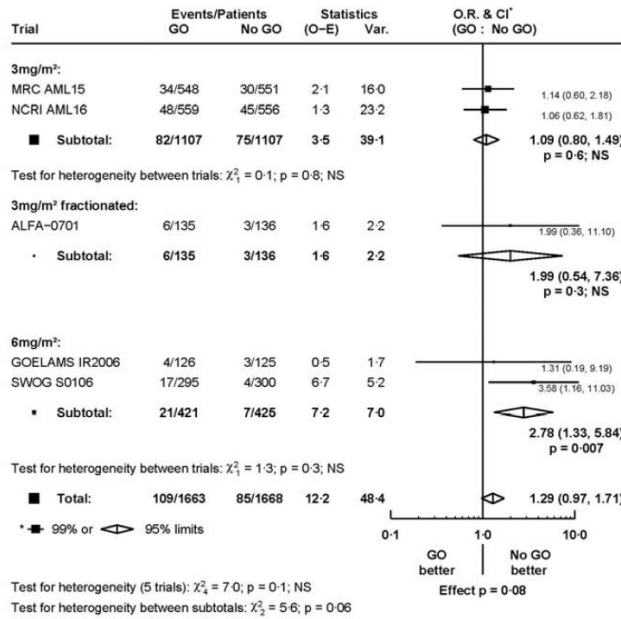 Events/Patients Statistics O.R. & CI*
Trial GO No GO (O−E) Var. (GO : No GO)
3mg/m²:
MRC AML15 34/548 30/551 2·1 16·0 1.14 (0.60, 2.18)
NCRI AML16 48/559 45/556 1·3 23·2 1.06 (0.62, 1.81)
Subtotal: 82/1107 75/1107 3·5 39·1 1.09 (0.80, 1.49)
p = 0·6; NS
Test for heterogeneity between trials: χ²₁ = 0·1; p = 0·8; NS
3mg/m² fractionated:
ALFA−0701 6/135 3/136 1·6 2·2 1.99 (0.36, 11.10)
Subtotal: 6/135 3/136 1·6 2·2 1.99 (0.54, 7.36)
p = 0·3; NS
6mg/m²:
GOELAMS IR2006 4/126 3/125 0·5 1·7 1.31 (0.19, 9.19)
SWOG S0106 17/295 4/300 6·7 5·2 3.58 (1.16, 11.03)
Subtotal: 21/421 7/425 7·2 7·0 2.78 (1.33, 5.84)
p = 0·007
Test for heterogeneity between trials: χ²₁ = 1·3; p = 0·3; NS
Total: 109/1663 85/1668 12·2 48·4 1.29 (0.97, 1.71)
* 99% or 95% limits
0·1 1·0 10·0
GO better No GO better
Effect p = 0·08
Test for heterogeneity (5 trials): χ²₄ = 7·0; p = 0·1; NS
Test for heterogeneity between subtotals: χ²₂ = 5·6; p = 0·06